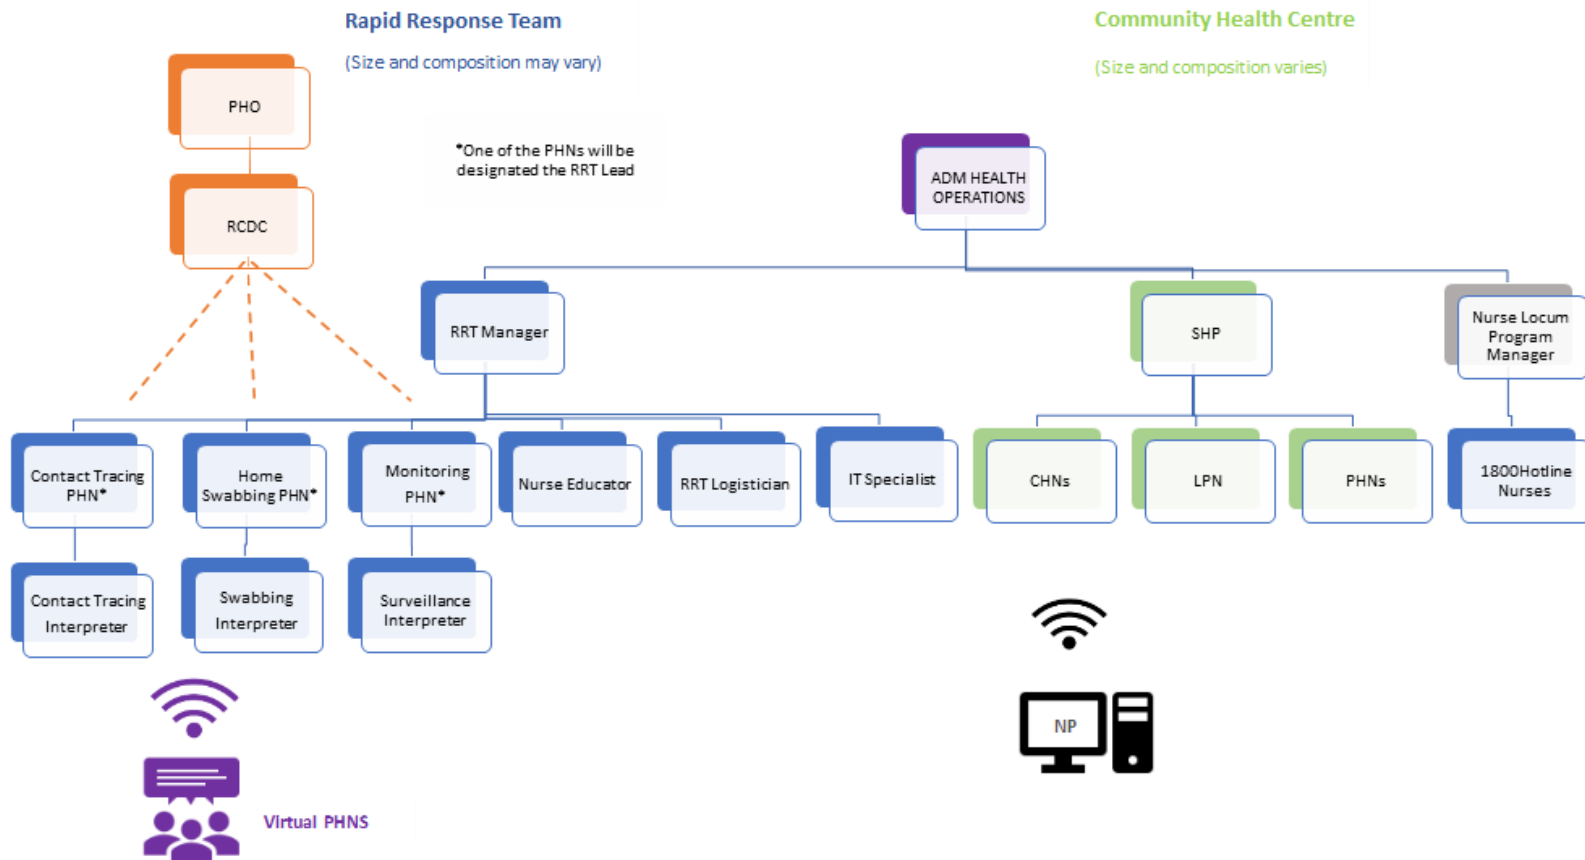 Rapid Response Team
(Size and composition may vary)
Community Health Centre
(Size and composition varies)
PHO
RCDC
*One of the PHNs will be
designated the RRT Lead
ADM HEALTH
OPERATIONS
RRT Manager
SHP
Nurse Locum
Program
Manager
Contact Tracing
PHN*
Home
Swabbing PHN*
Monitoring
PHN*
Nurse Educator
RRT Logistician
IT Specialist
CHNs
LPN
PHNs
1800Hotline
Nurses
Contact Tracing
Interpreter
Swabbing
Interpreter
Surveillance
Interpreter
NP
Virtual PHNS